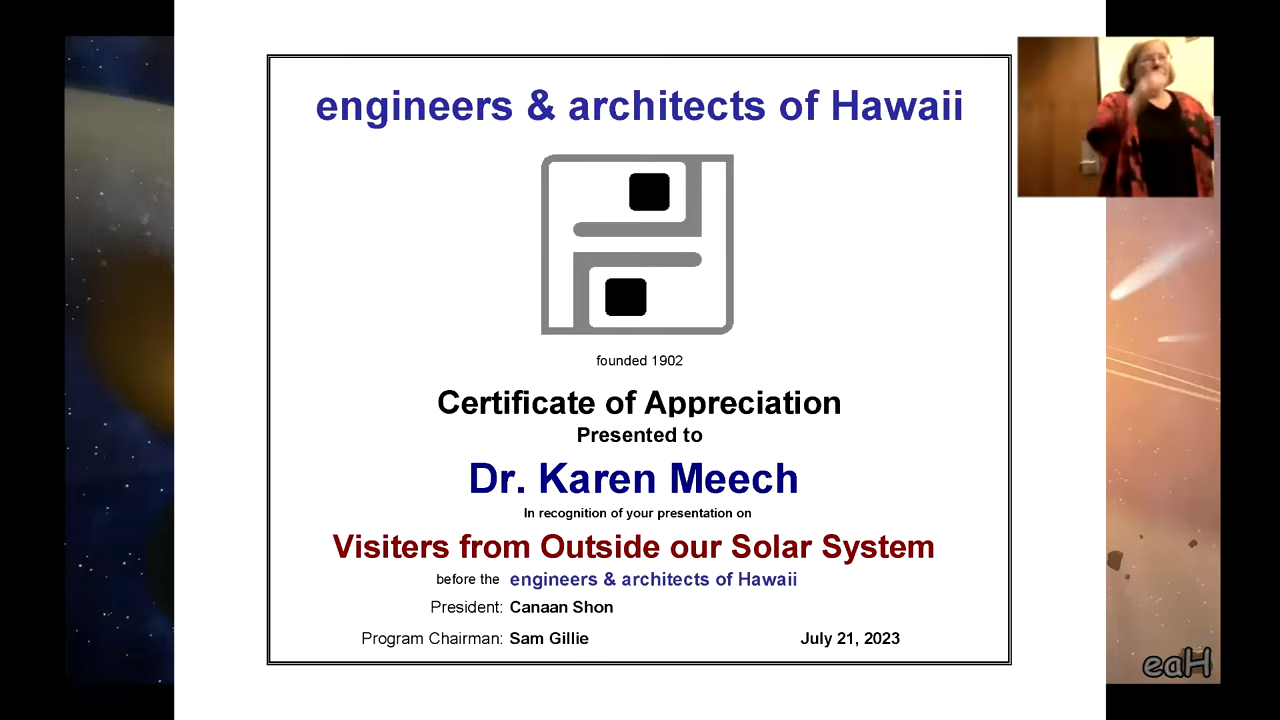 engineers & architects of Hawaii
founded 1902
Certificate of Appreciation
Presented to
Dr. Karen Meech
In recognition of your presentation on
Visiters from Outside our Solar System
before the engineers & architects of Hawaii
President: Canaan Shon
Program Chairman: Sam Gillie July 21, 2023
eaH